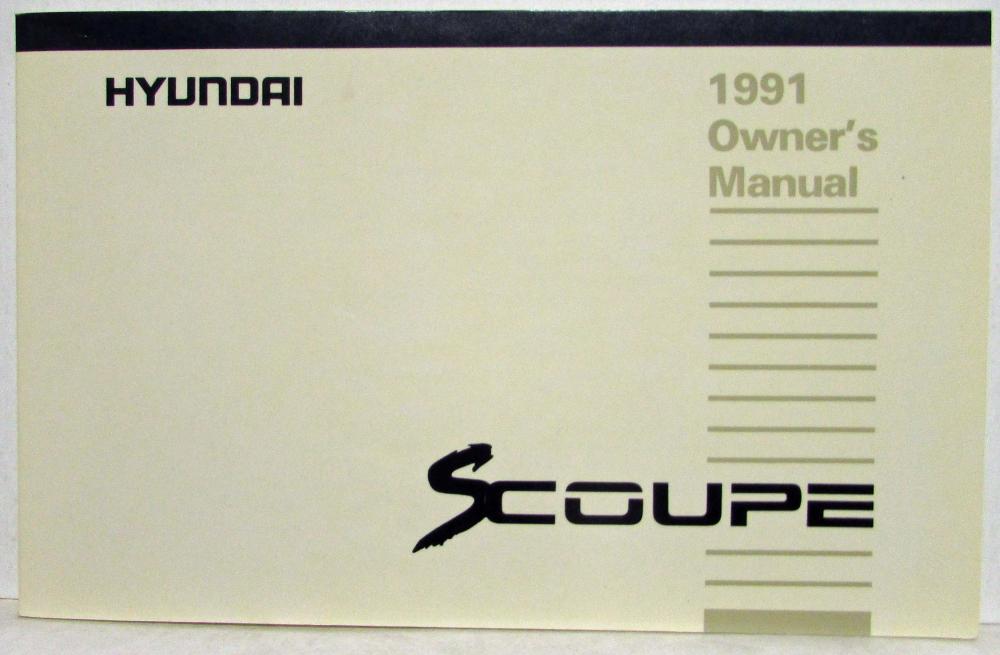 HYUNDAI
1991
Owner's
Manual
SCOUPE